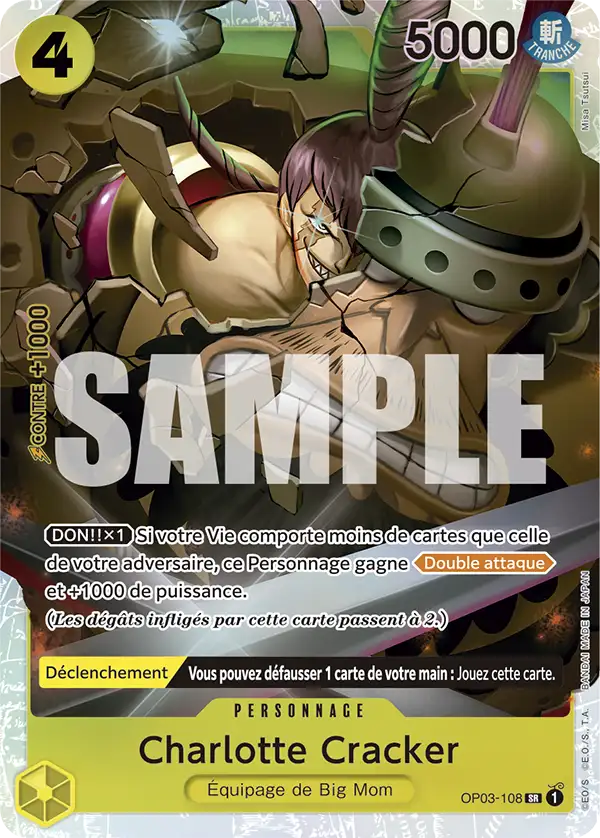 4
5000
斬
TRANCHE
Misa Tsutsui
CONTRE +1000
SAMPLE
DON!!×1 Si votre Vie comporte moins de cartes que celle
de votre adversaire, ce Personnage gagne Double attaque
et +1000 de puissance.
(Les dégâts infligés par cette carte passent à 2.)
Déclenchement Vous pouvez défausser 1 carte de votre main : Jouez cette carte.
PERSONNAGE
Charlotte Cracker
Équipage de Big Mom
OP03-108 SR 1
©EO/S ©E.O./S., T.A. BANDAI MADE IN JAPAN